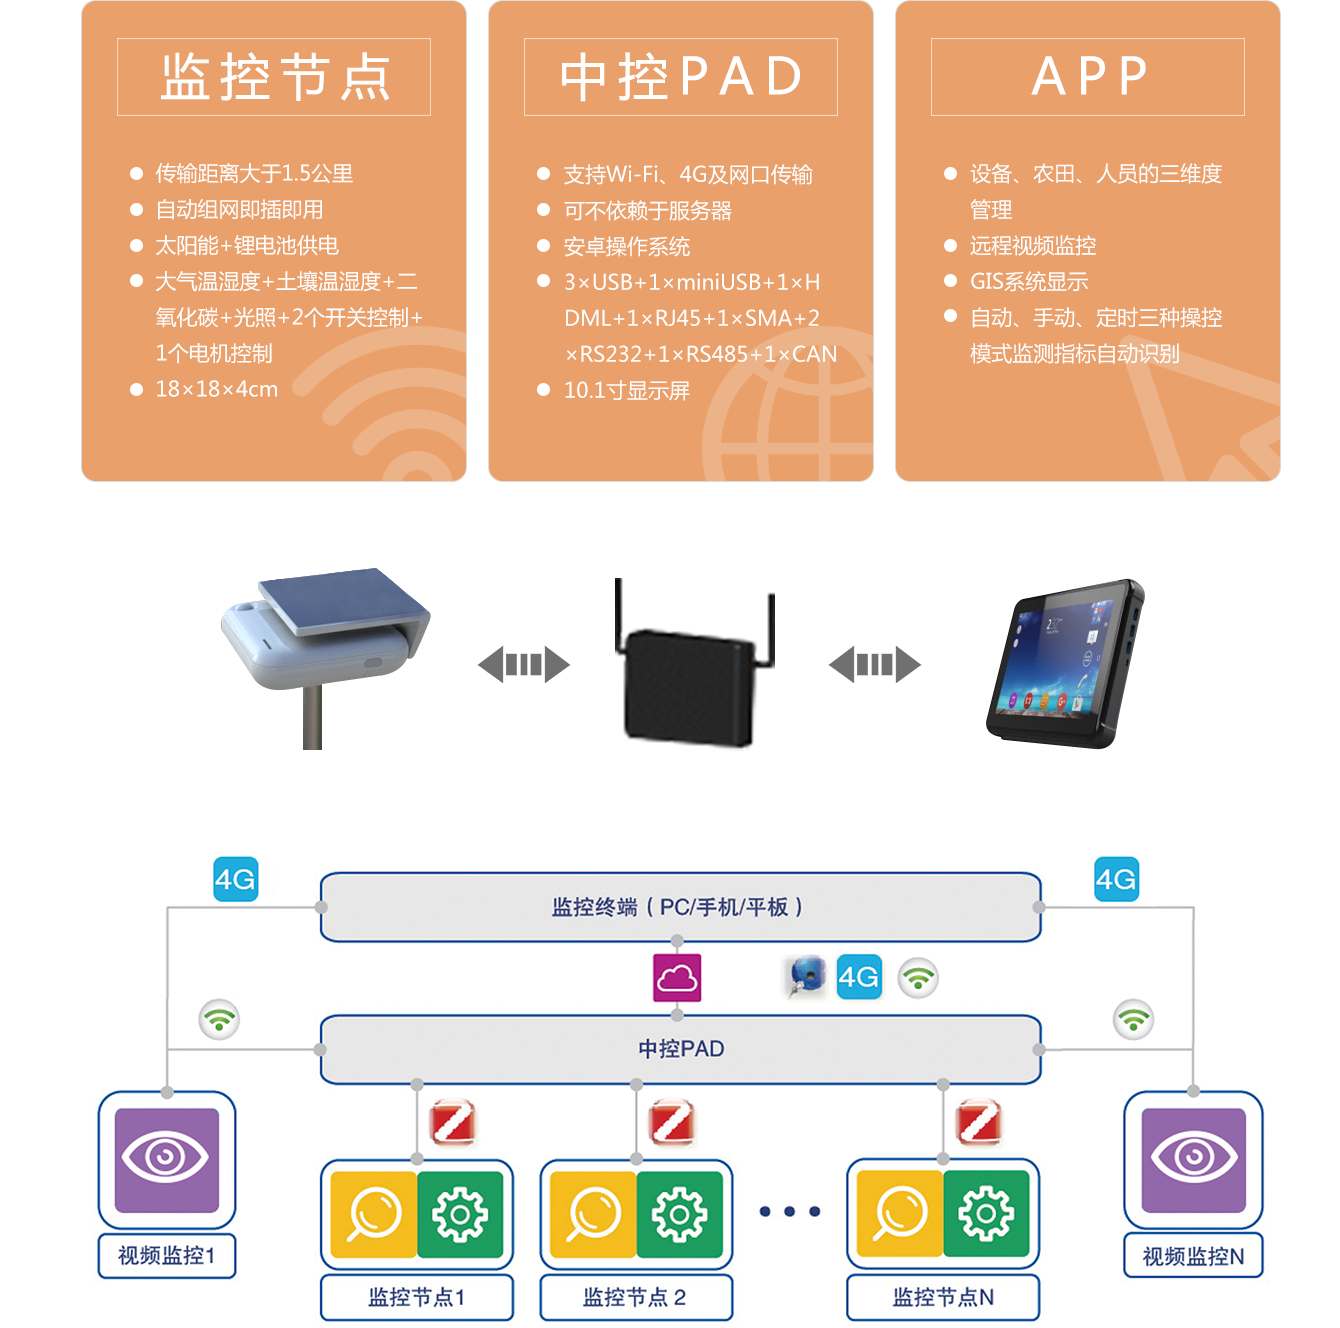 监控节点
传输距离大于1.5公里
自动组网即插即用
太阳能+锂电池供电
大气温湿度+土壤温湿度+二
氧化碳+光照+2个开关控制+
1个电机控制
18×18×4cm
中控PAD
支持Wi-Fi、4G及网口传输
可不依赖于服务器
安卓操作系统
3×USB+1×miniUSB+1×H
DML+1×RJ45+1×SMA+2
×RS232+1×RS485+1×CAN
10.1寸显示屏
APP
设备、农田、人员的三维度
管理
远程视频监控
GIS系统显示
自动、手动、定时三种操控
模式监测指标自动识别
4G
监控终端（PC/手机/平板）
4G
4G
中控PAD
视频监控1
监控节点1
监控节点 2
监控节点N
视频监控N